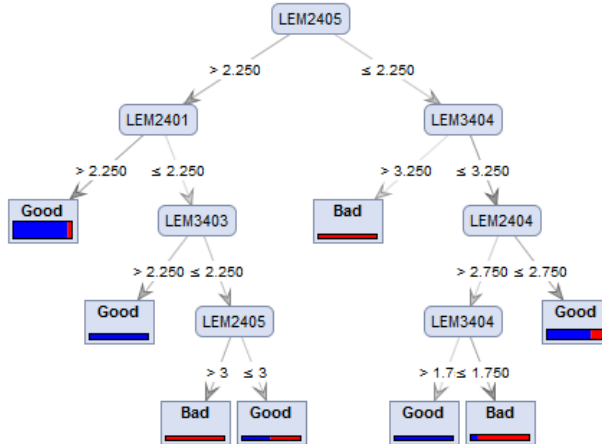 LEM2405
> 2.250 ≤ 2.250
LEM2401 LEM3404
> 2.250 ≤ 2.250 > 3.250 ≤ 3.250
Good LEM3403 Bad LEM2404
> 2.250 ≤ 2.250 > 2.750 ≤ 2.750
Good LEM2405 LEM3404 Good
> 3 ≤ 3 > 1.7 ≤ 1.750
Bad Good Good Bad